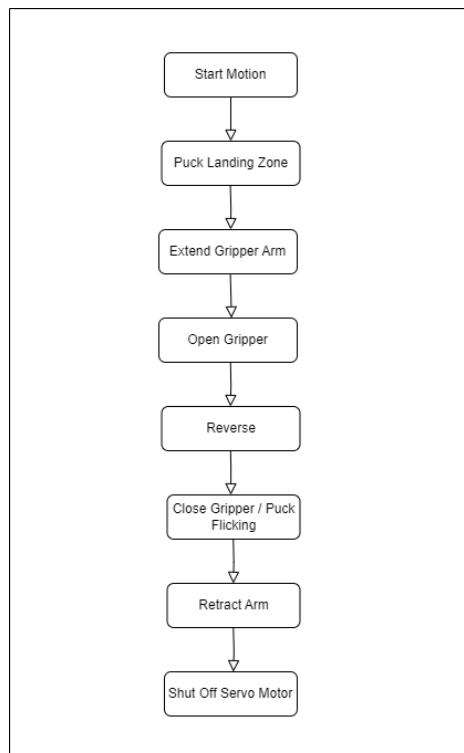 Start Motion
Puck Landing Zone
Extend Gripper Arm
Open Gripper
Reverse
Close Gripper / Puck
Flicking
Retract Arm
Shut Off Servo Motor